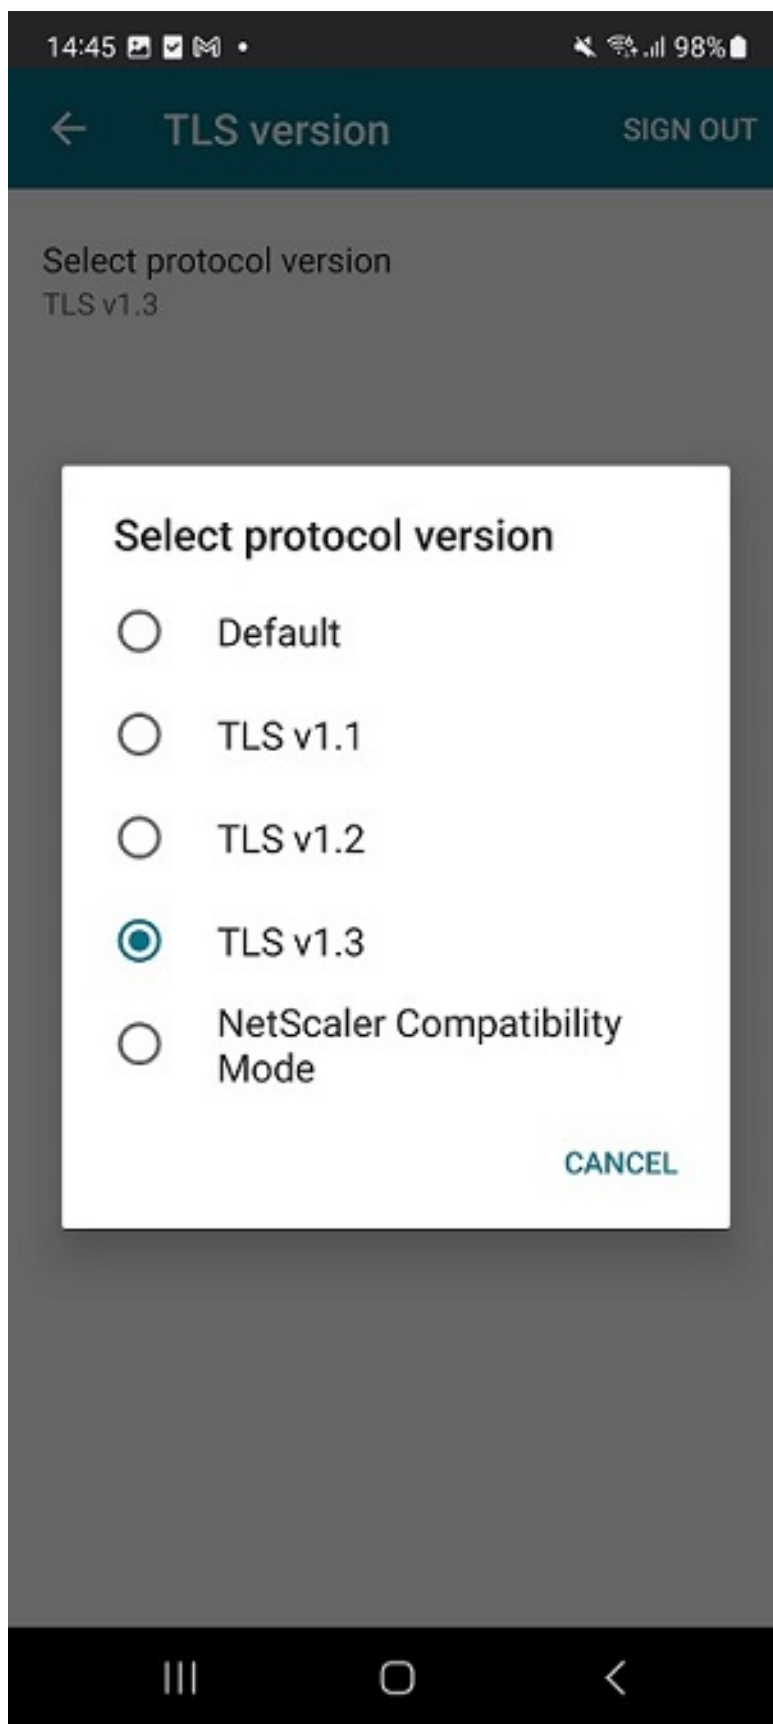 14:45 98%
TLS version SIGN OUT
Select protocol version
TLS v1.3
Select protocol version
Default
TLS v1.1
TLS v1.2
TLS v1.3
NetScaler Compatibility
Mode
CANCEL